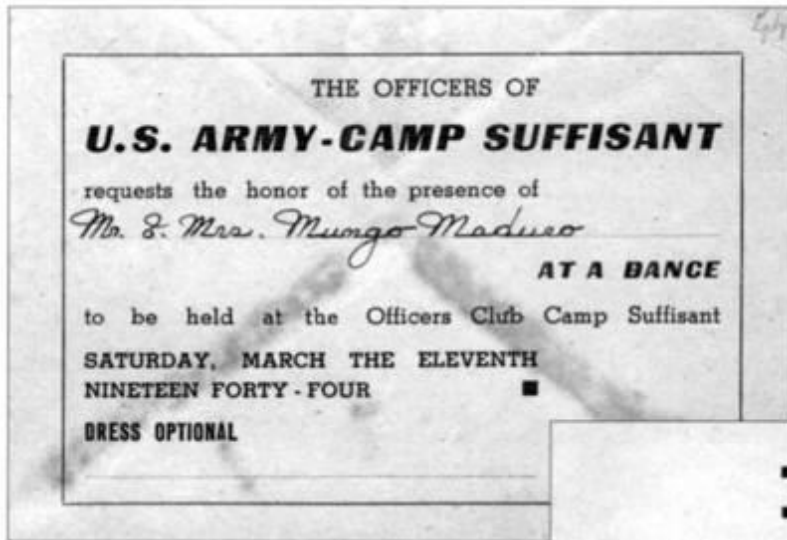 THE OFFICERS OF
U.S. ARMY-CAMP SUFFISANT
requests the honor of the presence of
Mr. & Mrs. Mungo Maduro
AT A DANCE
to be held at the Officers Club Camp Suffisant
SATURDAY, MARCH THE ELEVENTH
NINETEEN FORTY-FOUR
DRESS OPTIONAL